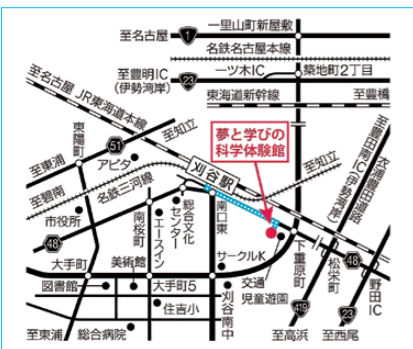 至名古屋 1 一里山町新屋敷
名鉄名古屋本線
至豊明IC
(伊勢湾岸)
23
一ツ木IC
築地町2丁目
東海道新幹線
至豊橋
至名古屋
JR東海道本線
至知立
夢と学びの
科学体験館
東陽町
51
アピタ
至東浦
至碧南
名鉄三河線
刈谷駅
至知立
至豊田南IC(伊勢湾岸)
衣浦豊田道路
市役所
48
南桜町
エースイン
総合文化
センター
南口東
サークルK
交通
児童遊園
下重原町
松栄町
48
野田IC
大手町
美術館
図書館
大手町5
住吉小
刈谷南中
419
23
至東浦
総合病院
至高浜
至西尾